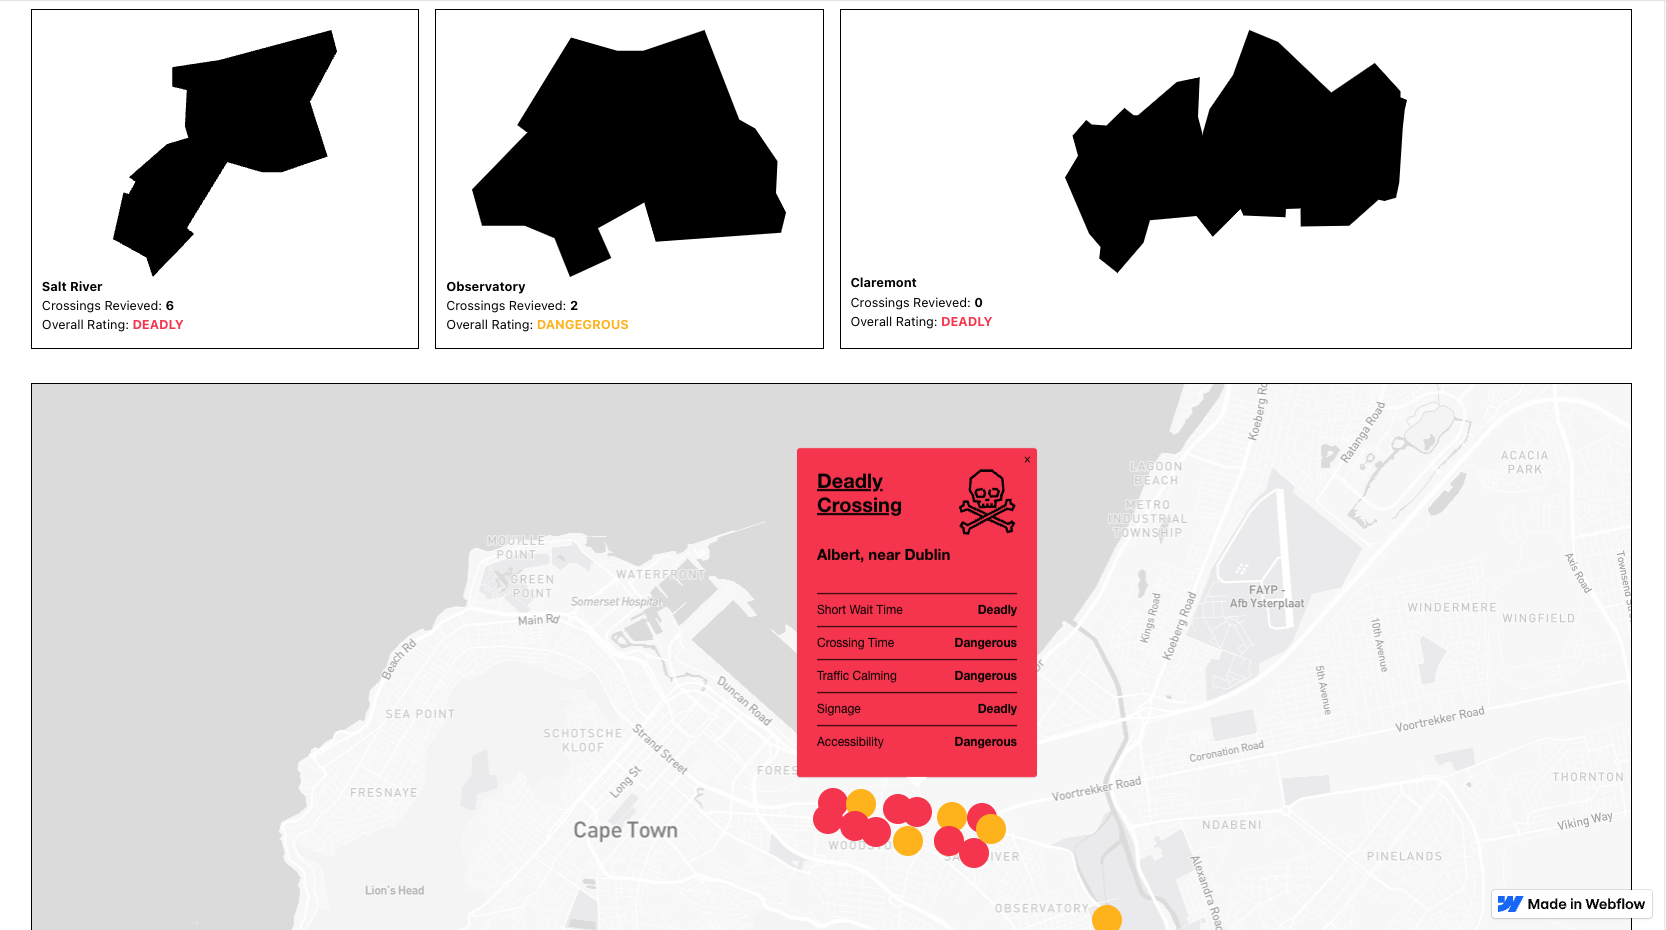 Salt River
Crossings Revieved: 6
Overall Rating: DEADLY
Observatory
Crossings Revieved: 2
Overall Rating: DANGEGROUS
Claremont
Crossings Revieved: 0
Overall Rating: DEADLY
×
Deadly
Crossing
Albert, near Dublin
Short Wait Time Deadly
Crossing Time Dangerous
Traffic Calming Dangerous
Signage Deadly
Accessibility Dangerous
Koeberg Ro
Ratanga Road
ACACIA
PARK
LAGOON
BEACH
METRO
INDUSTRIAL
TOWNSHIP
MOUILLE
POINT
GREEN
POINT
WATERFRONT
Somerset Hospital
Main Rd
Beach Rd
FAYP -
Afb Ysterplaat
Kings Road
Koeberg Road
10th Avenue
5th Avenue
WINDERMERE
WINGFIELD
Axis Road
Townsend St
SEA POINT
Duncan Road
SCHOTSCHE
KLOOF
Strand Street
Long St
FORES
Voortrekker Road
Coronation Road
Voortrekker Road
THORNTON
FRESNAYE
Cape Town
WOODSTO
SA
RIVER
NDABENI
Viking Way
PINELANDS
Lion's Head
OBSERVATORY
Alexandra Road
Made in Webflow